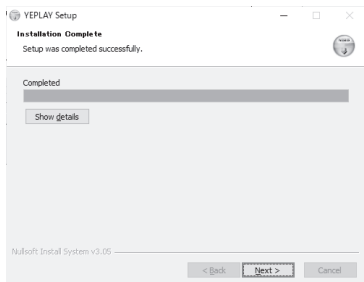 YEPLAY Setup
Installation Complete
Setup was completed successfully.
Completed
Show details
Nullsoft Install System v3.05
< Back
Next >
Cancel